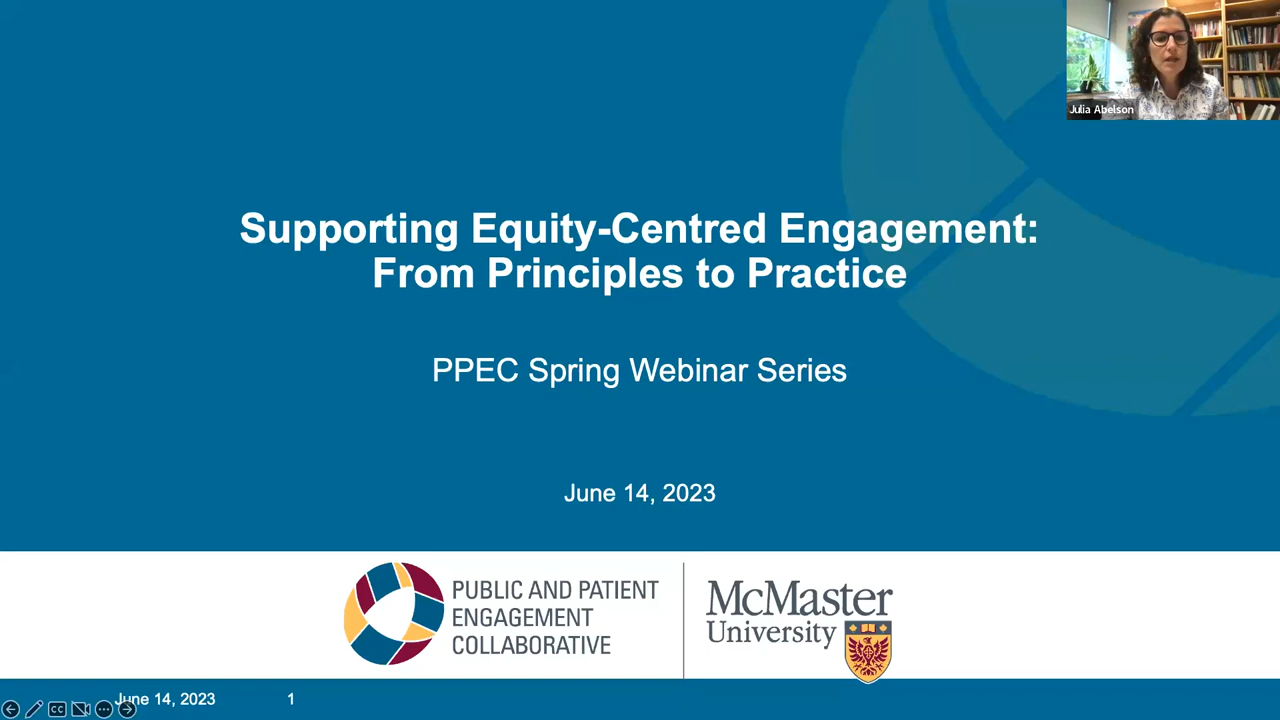 Julia Abelson
Supporting Equity-Centred Engagement:
From Principles to Practice
PPEC Spring Webinar Series
June 14, 2023
PUBLIC AND PATIENT
ENGAGEMENT
COLLABORATIVE
McMaster
University
June 14, 2023
1
CC